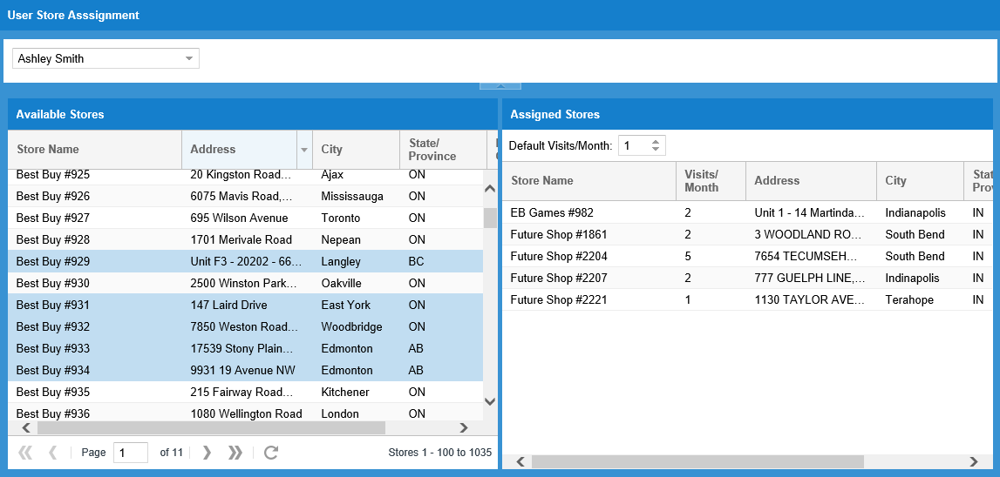 User Store Asssignment
Ashley Smith
Available Stores
Store Name Address City State/
Province
Best Buy #925 20 Kingston Road... Ajax ON
Best Buy #926 6075 Mavis Road,... Mississauga ON
Best Buy #927 695 Wilson Avenue Toronto ON
Best Buy #928 1701 Merivale Road Nepean ON
Best Buy #929 Unit F3 - 20202 - 66... Langley BC
Best Buy #930 2500 Winston Park... Oakville ON
Best Buy #931 147 Laird Drive East York ON
Best Buy #932 7850 Weston Road... Woodbridge ON
Best Buy #933 17539 Stony Plain... Edmonton AB
Best Buy #934 9931 19 Avenue NW Edmonton AB
Best Buy #935 215 Fairway Road... Kitchener ON
Best Buy #936 1080 Wellington Road London ON
Page 1 of 11 Stores 1 - 100 to 1035
Assigned Stores
Default Visits/Month: 1
Store Name Visits/
Month Address City Stat
Prov
EB Games #982 2 Unit 1 - 14 Martinda... Indianapolis IN
Future Shop #1861 2 3 WOODLAND RO... South Bend IN
Future Shop #2204 5 7654 TECUMSEH... South Bend IN
Future Shop #2207 2 777 GUELPH LINE,... Indianpolis IN
Future Shop #2221 1 1130 TAYLOR AVE... Terahope IN